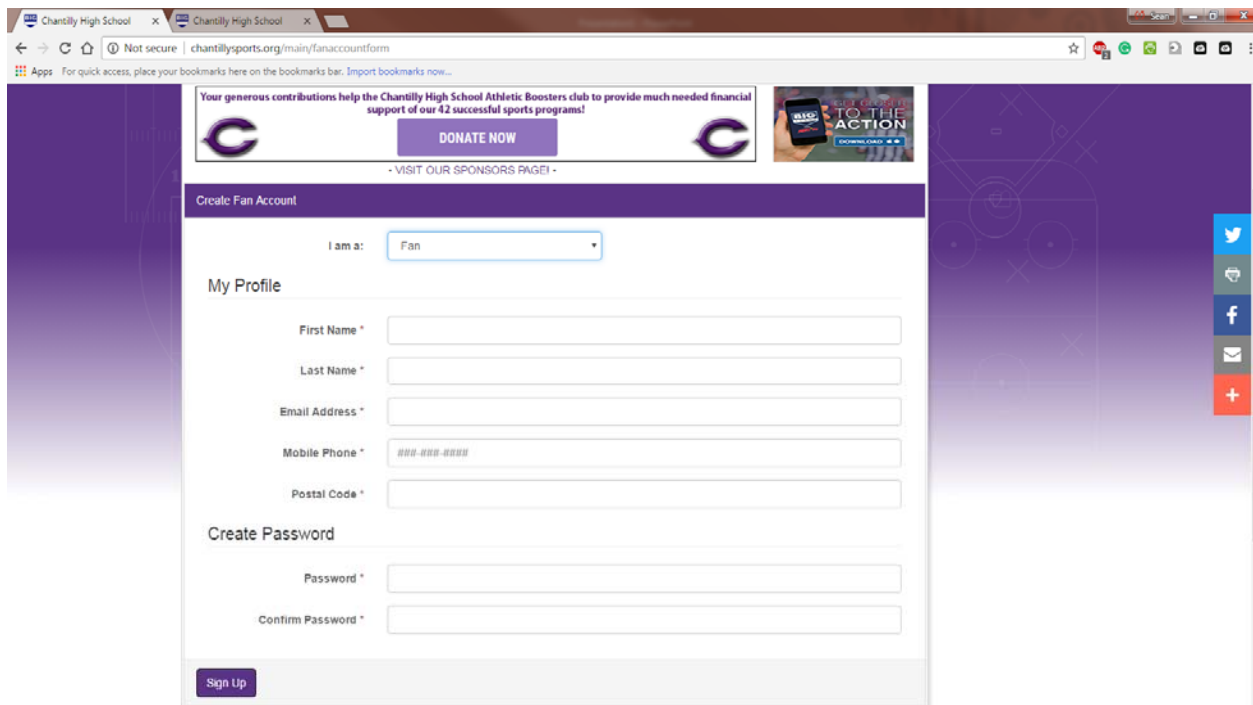 Chantilly High School
Chantilly High School
Sean
Not secure | chantillysports.org/main/fanaccountform
Apps For quick access, place your bookmarks here on the bookmarks bar. Import bookmarks now...
Your generous contributions help the Chantilly High School Athletic Boosters club to provide much needed financial
support of our 42 successful sports programs!
DONATE NOW
GET CLOSER
TO THE
ACTION
DOWNLOAD
- VISIT OUR SPONSORS PAGE! -
Create Fan Account
I am a: Fan
My Profile
First Name *
Last Name *
Email Address *
Mobile Phone * ###-###-####
Postal Code *
Create Password
Password *
Confirm Password *
Sign Up